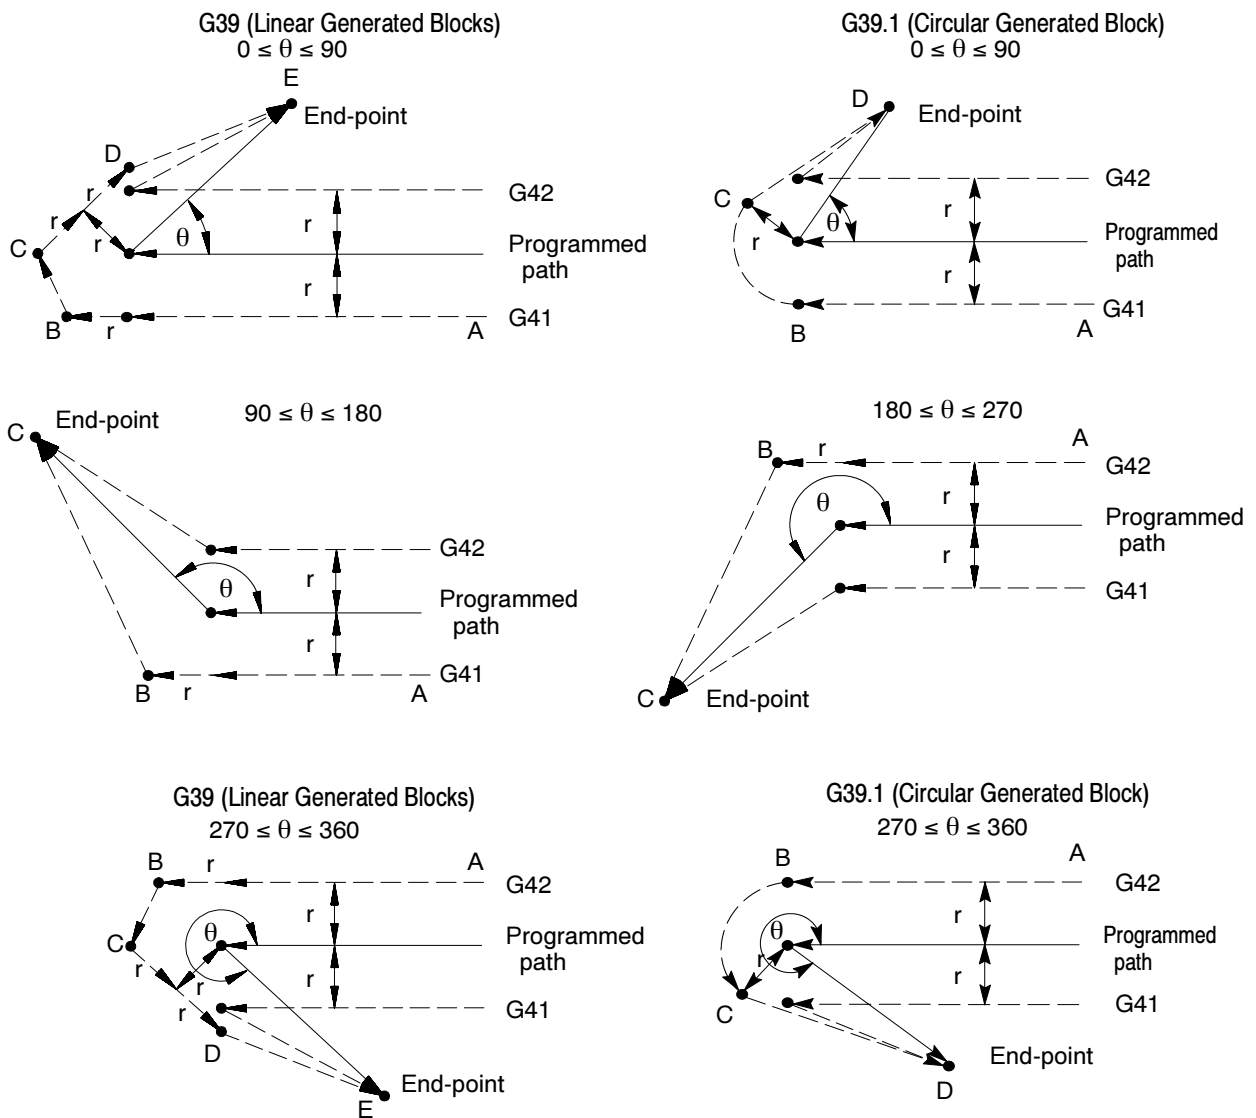 G39 (Linear Generated Blocks)
0 ≤ θ ≤ 90
E
End-point
D
r
G42
r
r
r
θ
C
Programmed
path
r
B
r
A
G41
G39.1 (Circular Generated Block)
0 ≤ θ ≤ 90
D
End-point
G42
C
r
θ
r
Programmed
path
r
G41
B
A
90 ≤ θ ≤ 180
End-point
C
G42
r
θ
Programmed
path
r
G41
B
r
A
180 ≤ θ ≤ 270
A
B
r
G42
θ
r
Programmed
path
r
G41
C
End-point
G39 (Linear Generated Blocks)
270 ≤ θ ≤ 360
B
r
A
G42
r
θ
Programmed
path
C
r
r
r
r
G41
D
End-point
E
G39.1 (Circular Generated Block)
270 ≤ θ ≤ 360
B
A
G42
r
θ
Programmed
path
r
r
C
G41
End-point
D